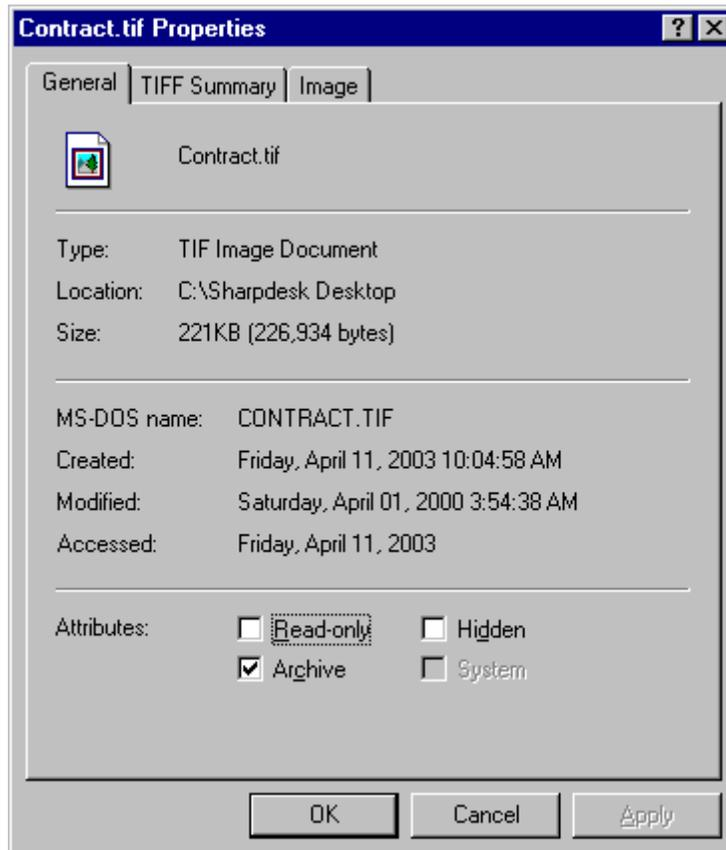 Contract.tif Properties
General TIFF Summary Image
Contract.tif
Type: TIF Image Document
Location: C:\Sharpdesk Desktop
Size: 221KB (226,934 bytes)
MS-DOS name: CONTRACT.TIF
Created: Friday, April 11, 2003 10:04:58 AM
Modified: Saturday, April 01, 2000 3:54:38 AM
Accessed: Friday, April 11, 2003
Attributes: Read-only Hidden
Archive System
OK Cancel Apply